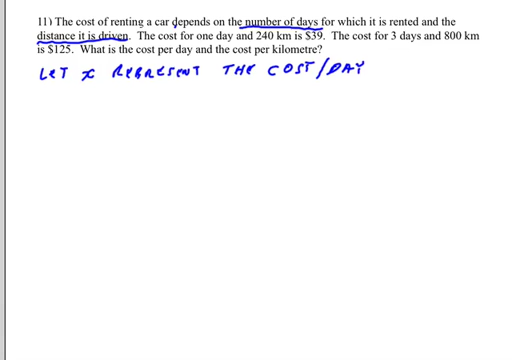 11) The cost of renting a car depends on the number of days for which it is rented and the
distance it is driven. The cost for one day and 240 km is $39. The cost for 3 days and 800 km
is $125. What is the cost per day and the cost per kilometre?
LET x REPRESENT THE COST/DAY